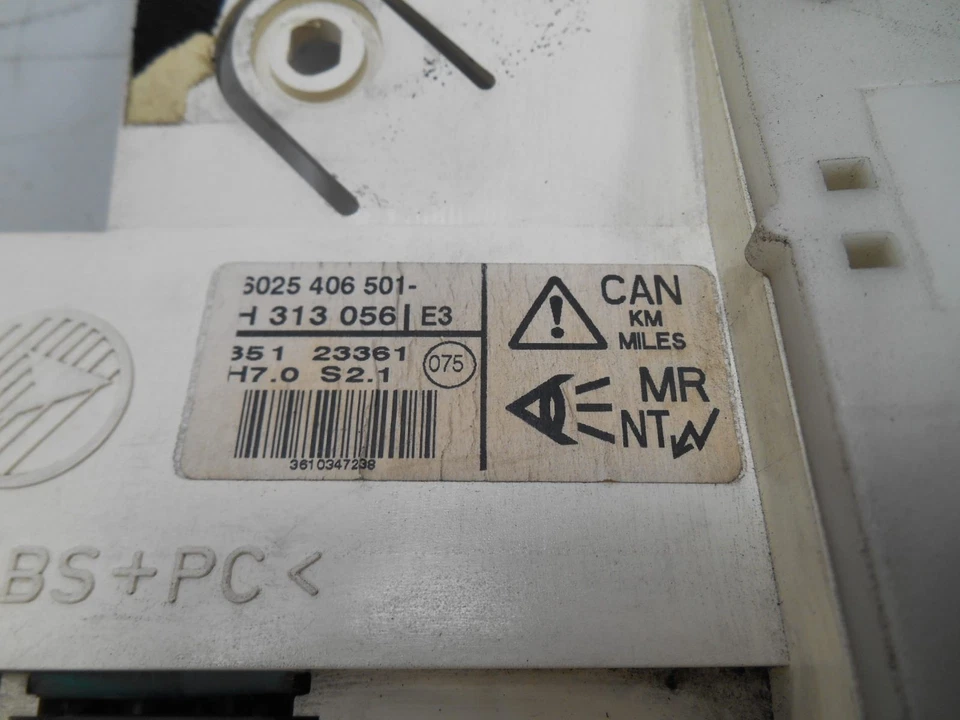 6025 406 501-
H 313 056 E3
351 23361
H7.0 S2.1
075
3610347238
CAN
KM
MILES
MR
NT
BS+PC<